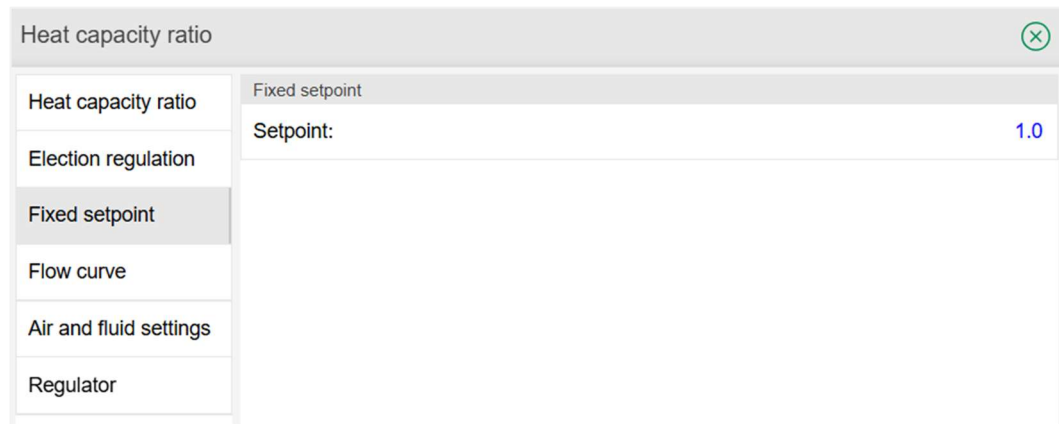 Heat capacity ratio
Heat capacity ratio
Election regulation
Fixed setpoint
Flow curve
Air and fluid settings
Regulator
Fixed setpoint
Setpoint: 1.0